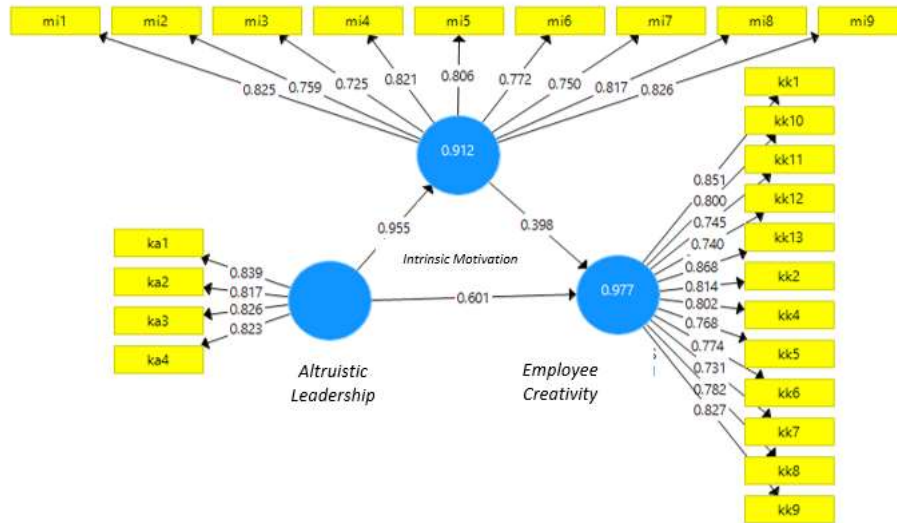 mi1 mi2 mi3 mi4 mi5 mi6 mi7 mi8 mi9
0.825 0.759 0.725 0.821 0.806 0.772 0.750 0.817 0.826
kk1
kk10
kk11
kk12
kk13
kk2
kk4
kk5
kk6
kk7
kk8
kk9
0.851
0.800
0.745
0.740
0.868
0.814
0.802
0.768
0.774
0.731
0.782
0.827
0.912
0.955
0.398
Intrinsic Motivation
ka1
ka2
ka3
ka4
0.839
0.817
0.826
0.823
0.601
0.977
Altruistic
Leadership
Employee
Creativity